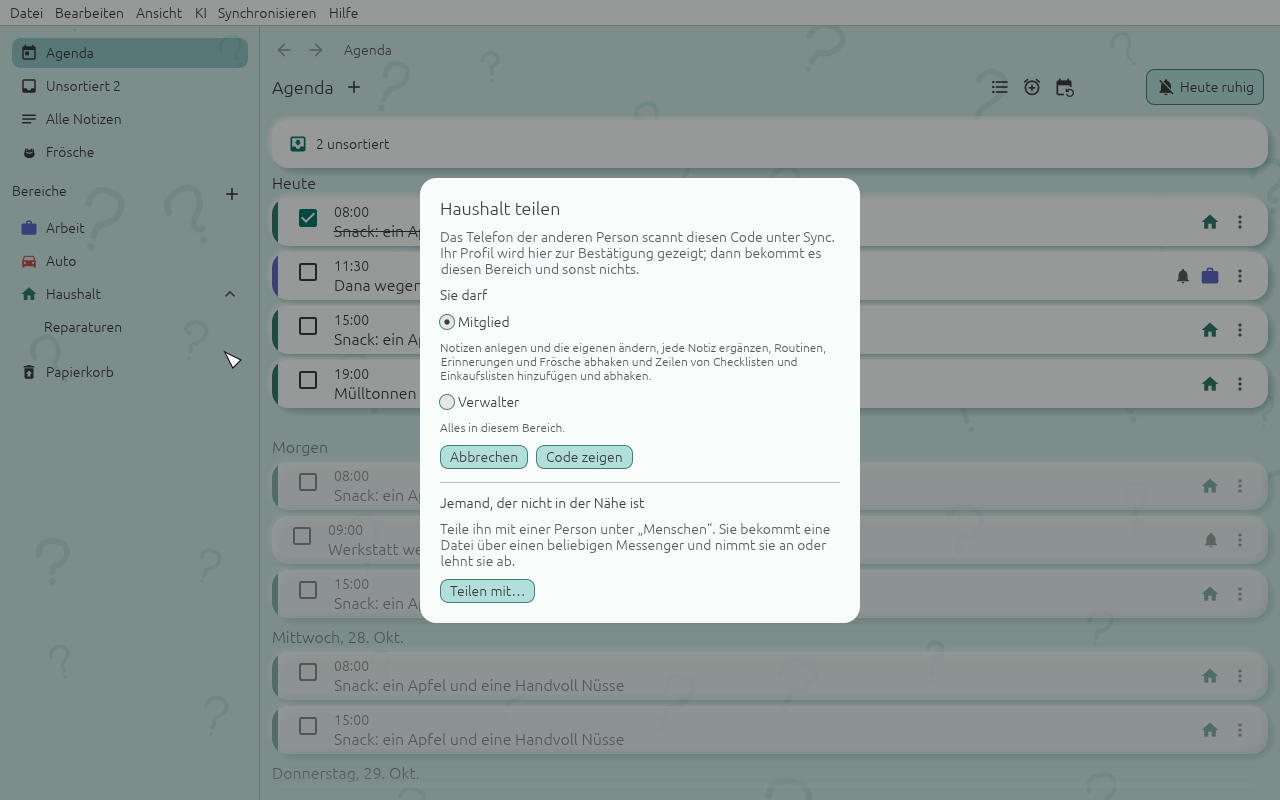 Datei Bearbeiten Ansicht KI Synchronisieren Hilfe
Agenda
Unsortiert 2
Alle Notizen
Frösche
Bereiche
Arbeit
Auto
Haushalt
Reparaturen
Papierkorb
Agenda
Agenda
Heute ruhig
2 unsortiert
Heute
08:00
Snack: ein
11:30
Dana wegen
15:00
Snack: ein
19:00
Mülltonnen
Morgen
08:00
Snack: ein
09:00
Werkstatt
15:00
Snack: ein
Mittwoch, 28. Okt.
08:00
Snack: ein Apfel und eine Handvoll Nüsse
15:00
Snack: ein Apfel und eine Handvoll Nüsse
Donnerstag, 29. Okt.
Haushalt teilen
Das Telefon der anderen Person scannt diesen Code unter Sync.
Ihr Profil wird hier zur Bestätigung gezeigt; dann bekommt es
diesen Bereich und sonst nichts.
Sie darf
Mitglied
Notizen anlegen und die eigenen ändern, jede Notiz ergänzen, Routinen,
Erinnerungen und Frösche abhaken und Zeilen von Checklisten und
Einkaufslisten hinzufügen und abhaken.
Verwalter
Alles in diesem Bereich.
Abbrechen Code zeigen
Jemand, der nicht in der Nähe ist
Teile ihn mit einer Person unter „Menschen“. Sie bekommt eine
Datei über einen beliebigen Messenger und nimmt sie an oder
lehnt sie ab.
Teilen mit…